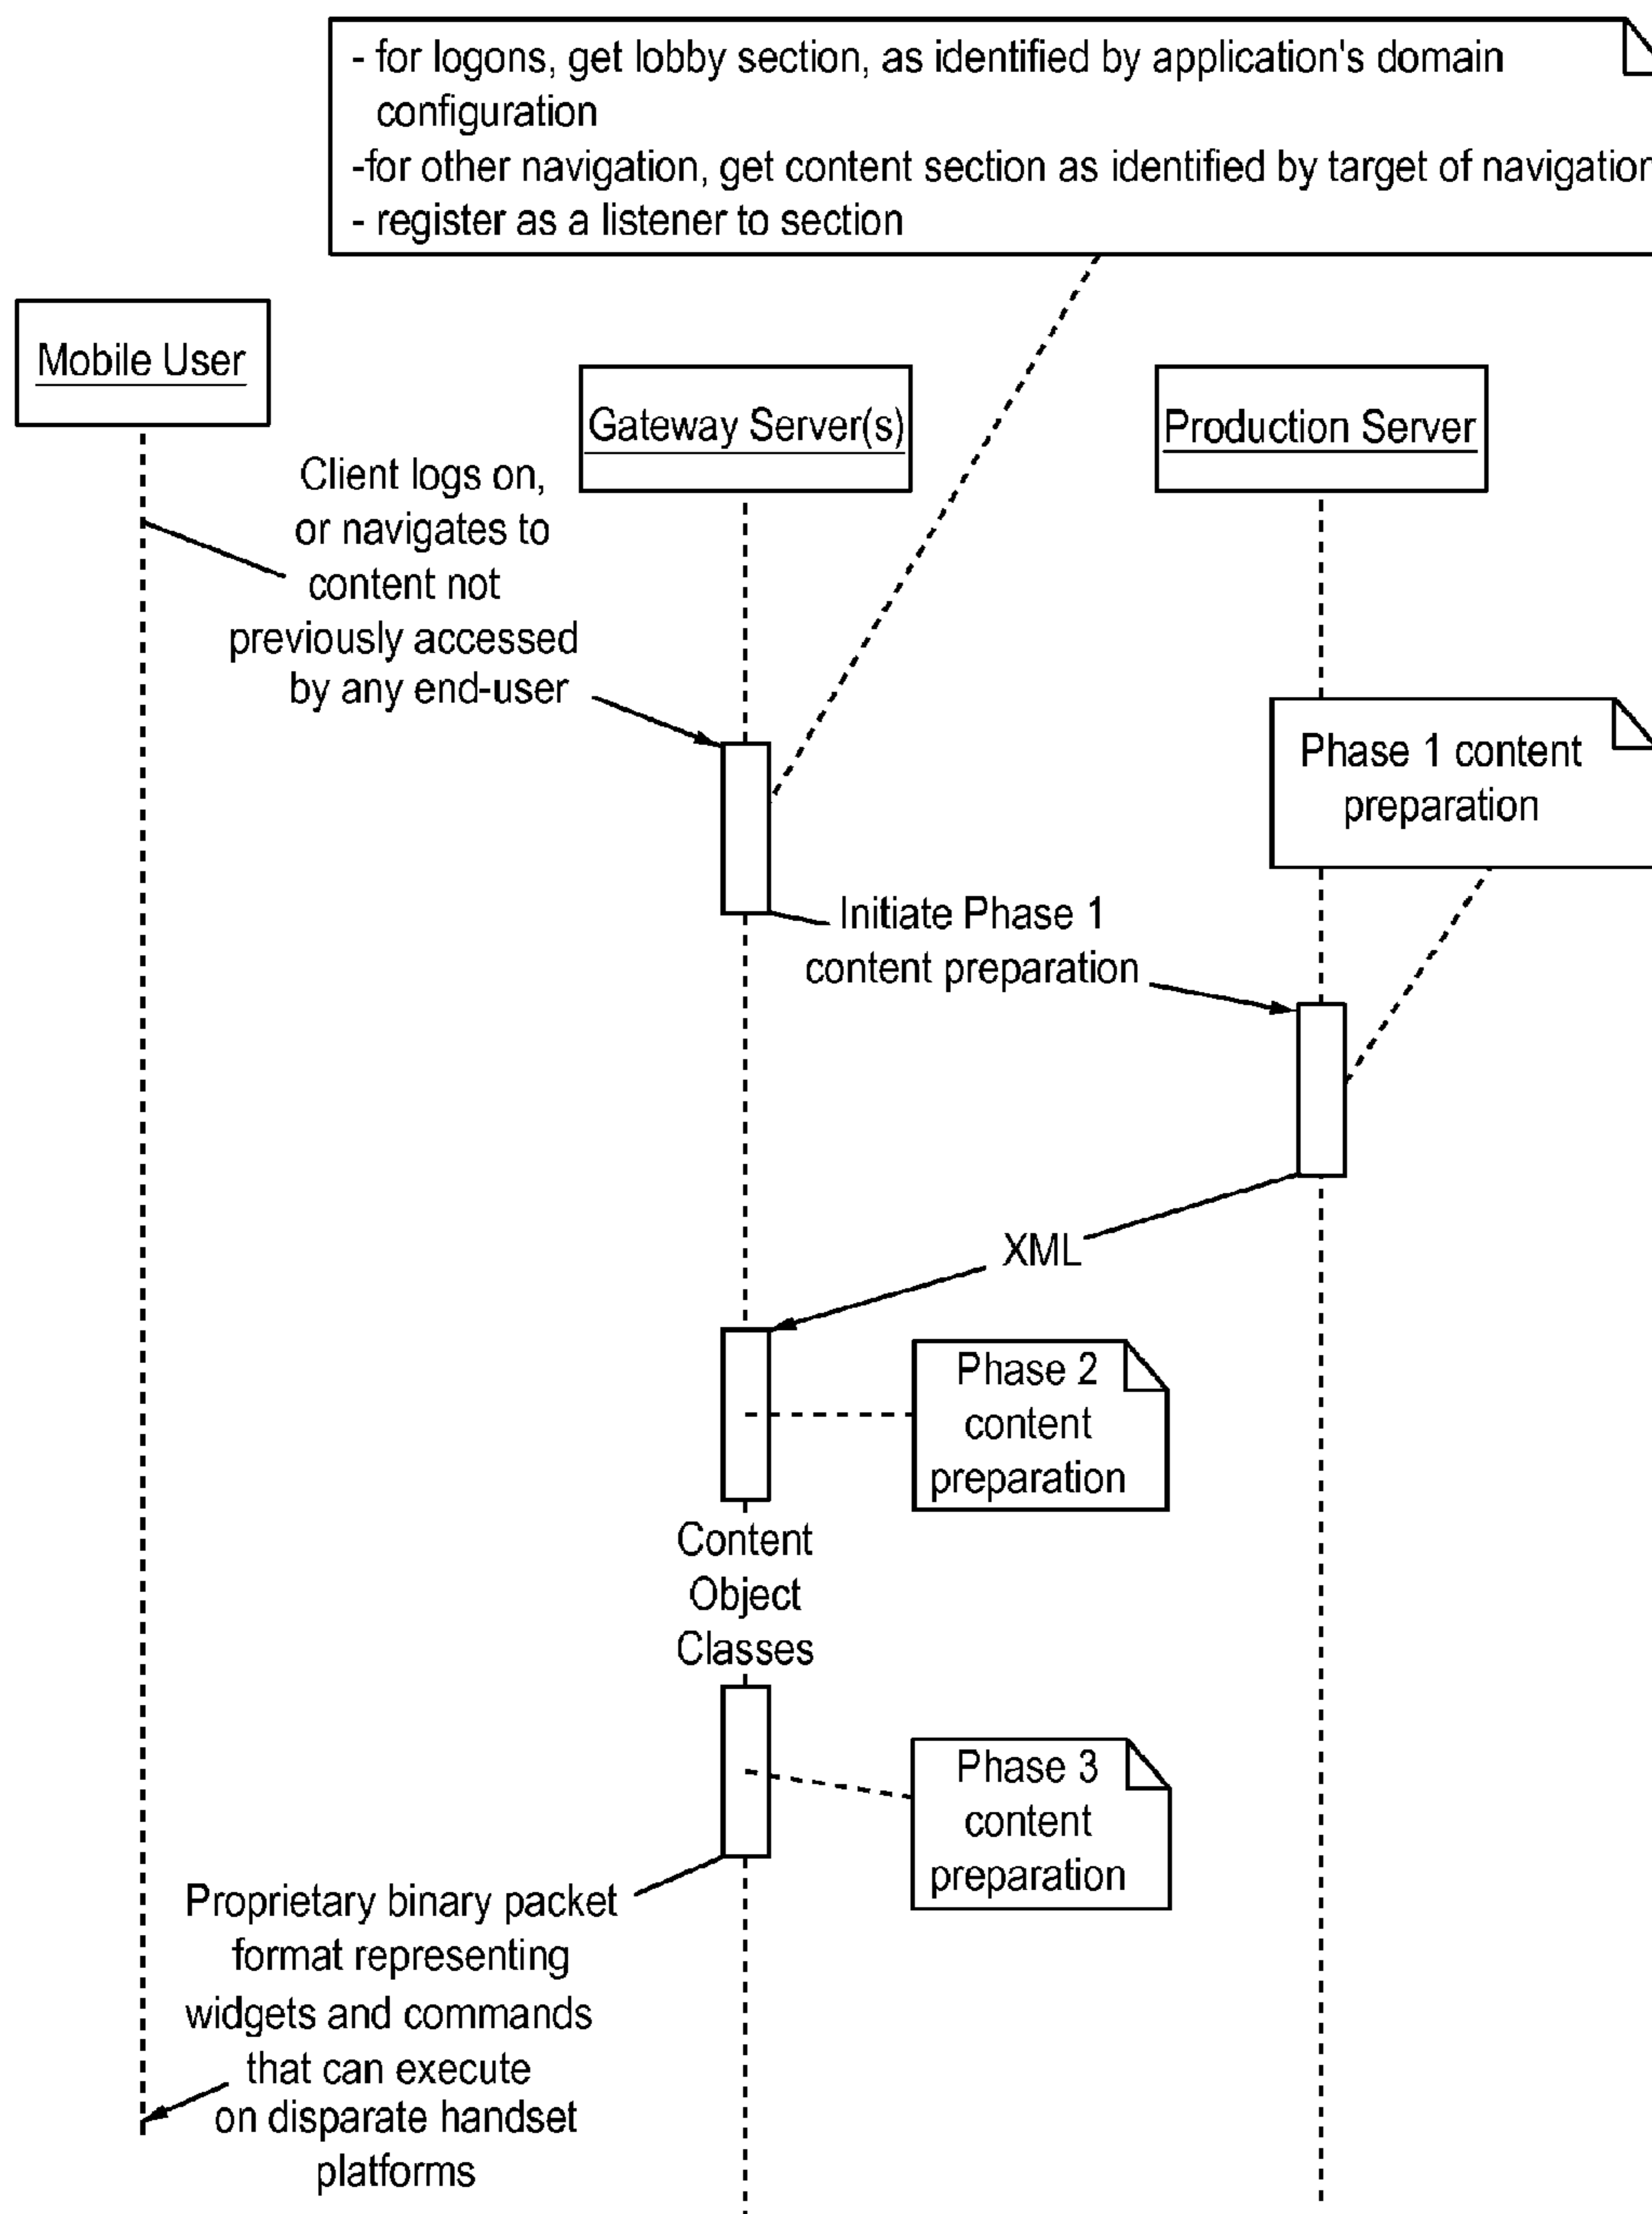 - for logons, get lobby section, as identified by application's domain
configuration
-for other navigation, get content section as identified by target of navigation
- register as a listener to section
Mobile User
Gateway Server(s)
Production Server
Client logs on,
or navigates to
content not
previously accessed
by any end-user
Phase 1 content
preparation
Initiate Phase 1
content preparation
XML
Phase 2
content
preparation
Content
Object
Classes
Phase 3
content
preparation
Proprietary binary packet
format representing
widgets and commands
that can execute
on disparate handset
platforms